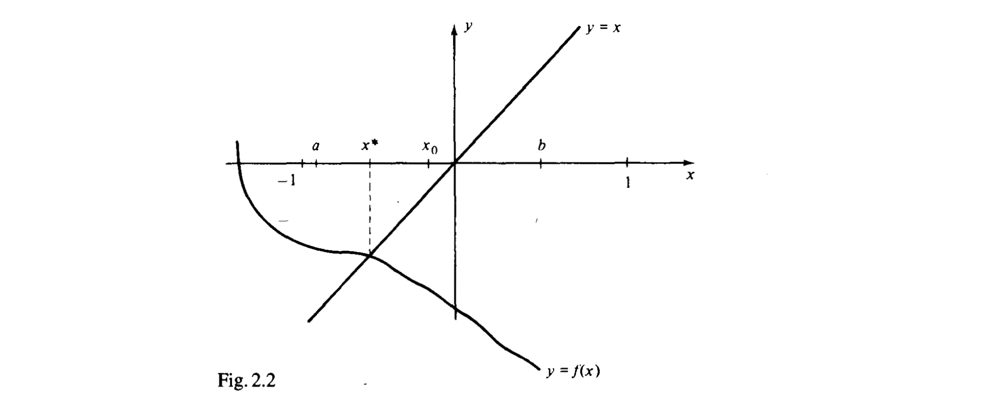 y
y = x
a x* x₀ b
−1 1 x
y = f(x)
Fig. 2.2